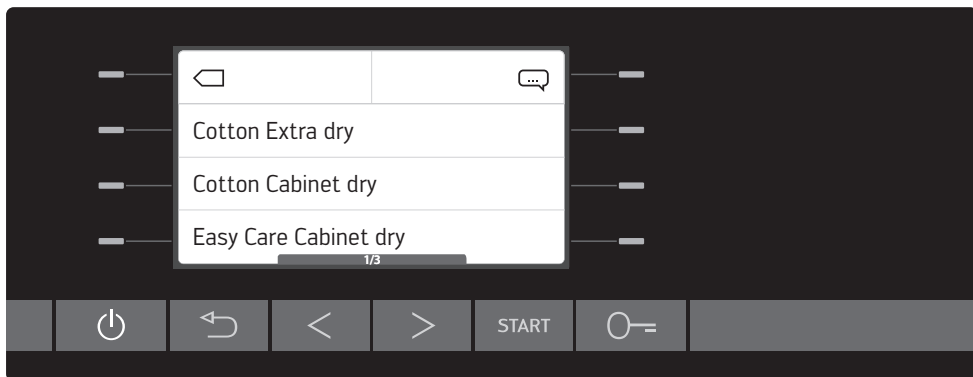 Cotton Extra dry
Cotton Cabinet dry
Easy Care Cabinet dry
1/3
START